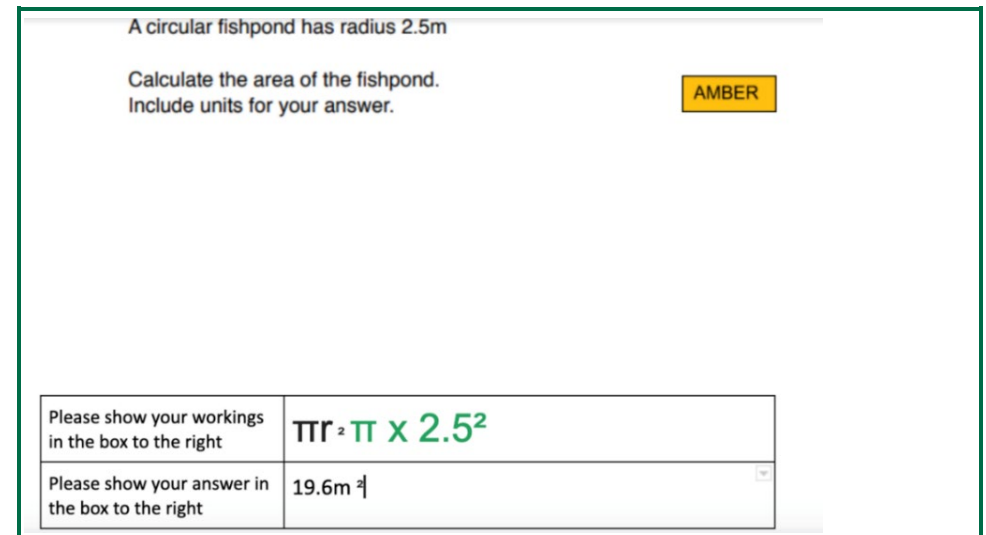 A circular fishpond has radius 2.5m
Calculate the area of the fishpond.
Include units for your answer.
AMBER
Please show your workings
in the box to the right
πr² π x 2.5²
Please show your answer in
the box to the right
19.6m ²